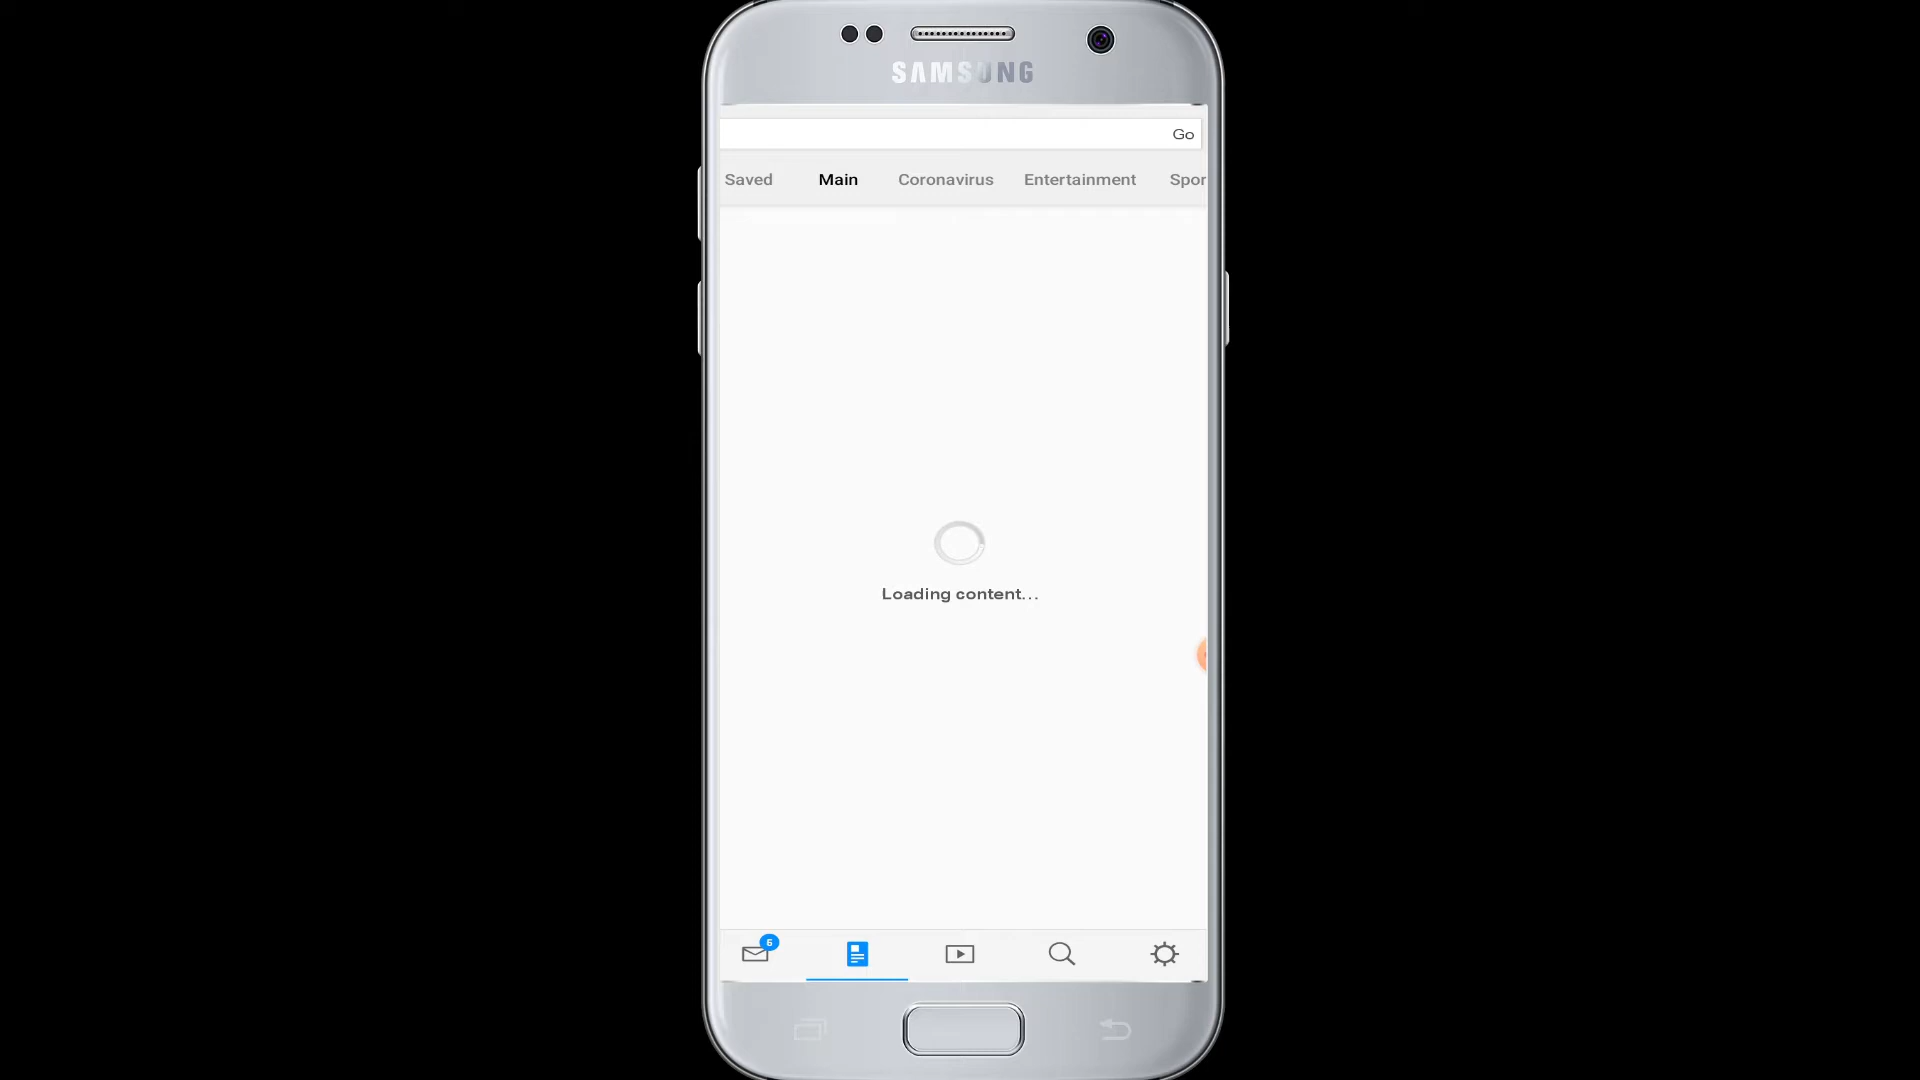 SAMSUNG
Go
Saved Main Coronavirus Entertainment Spor
Loading content...
6